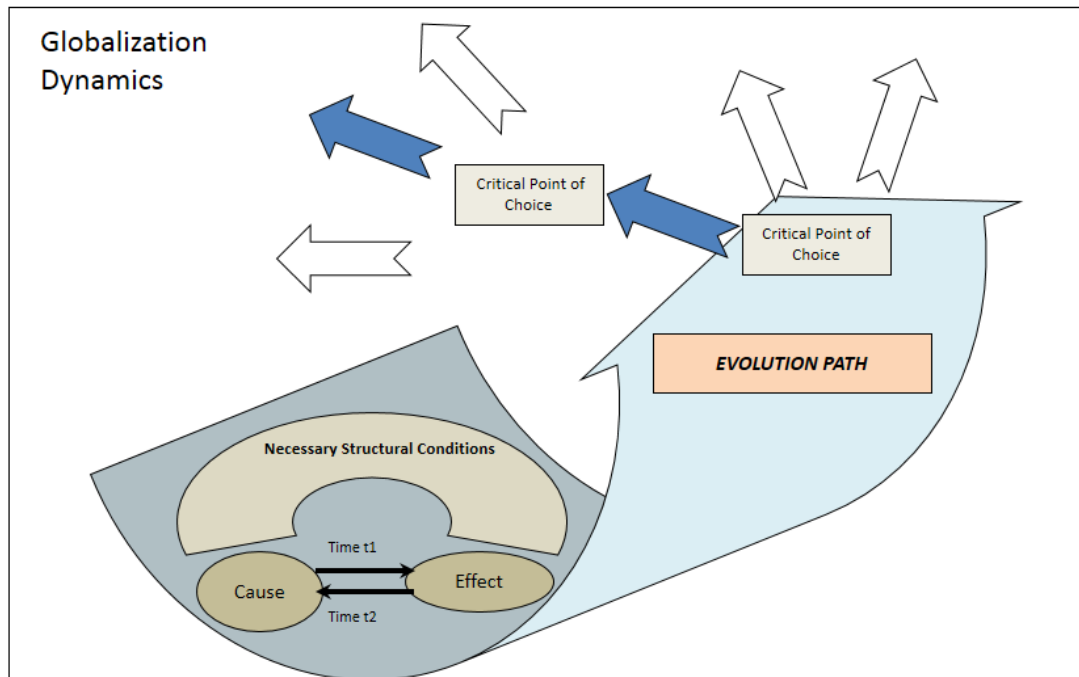 Globalization
Dynamics
Critical Point of
Choice
Critical Point of
Choice
EVOLUTION PATH
Necessary Structural Conditions
Time t1
Cause
Effect
Time t2